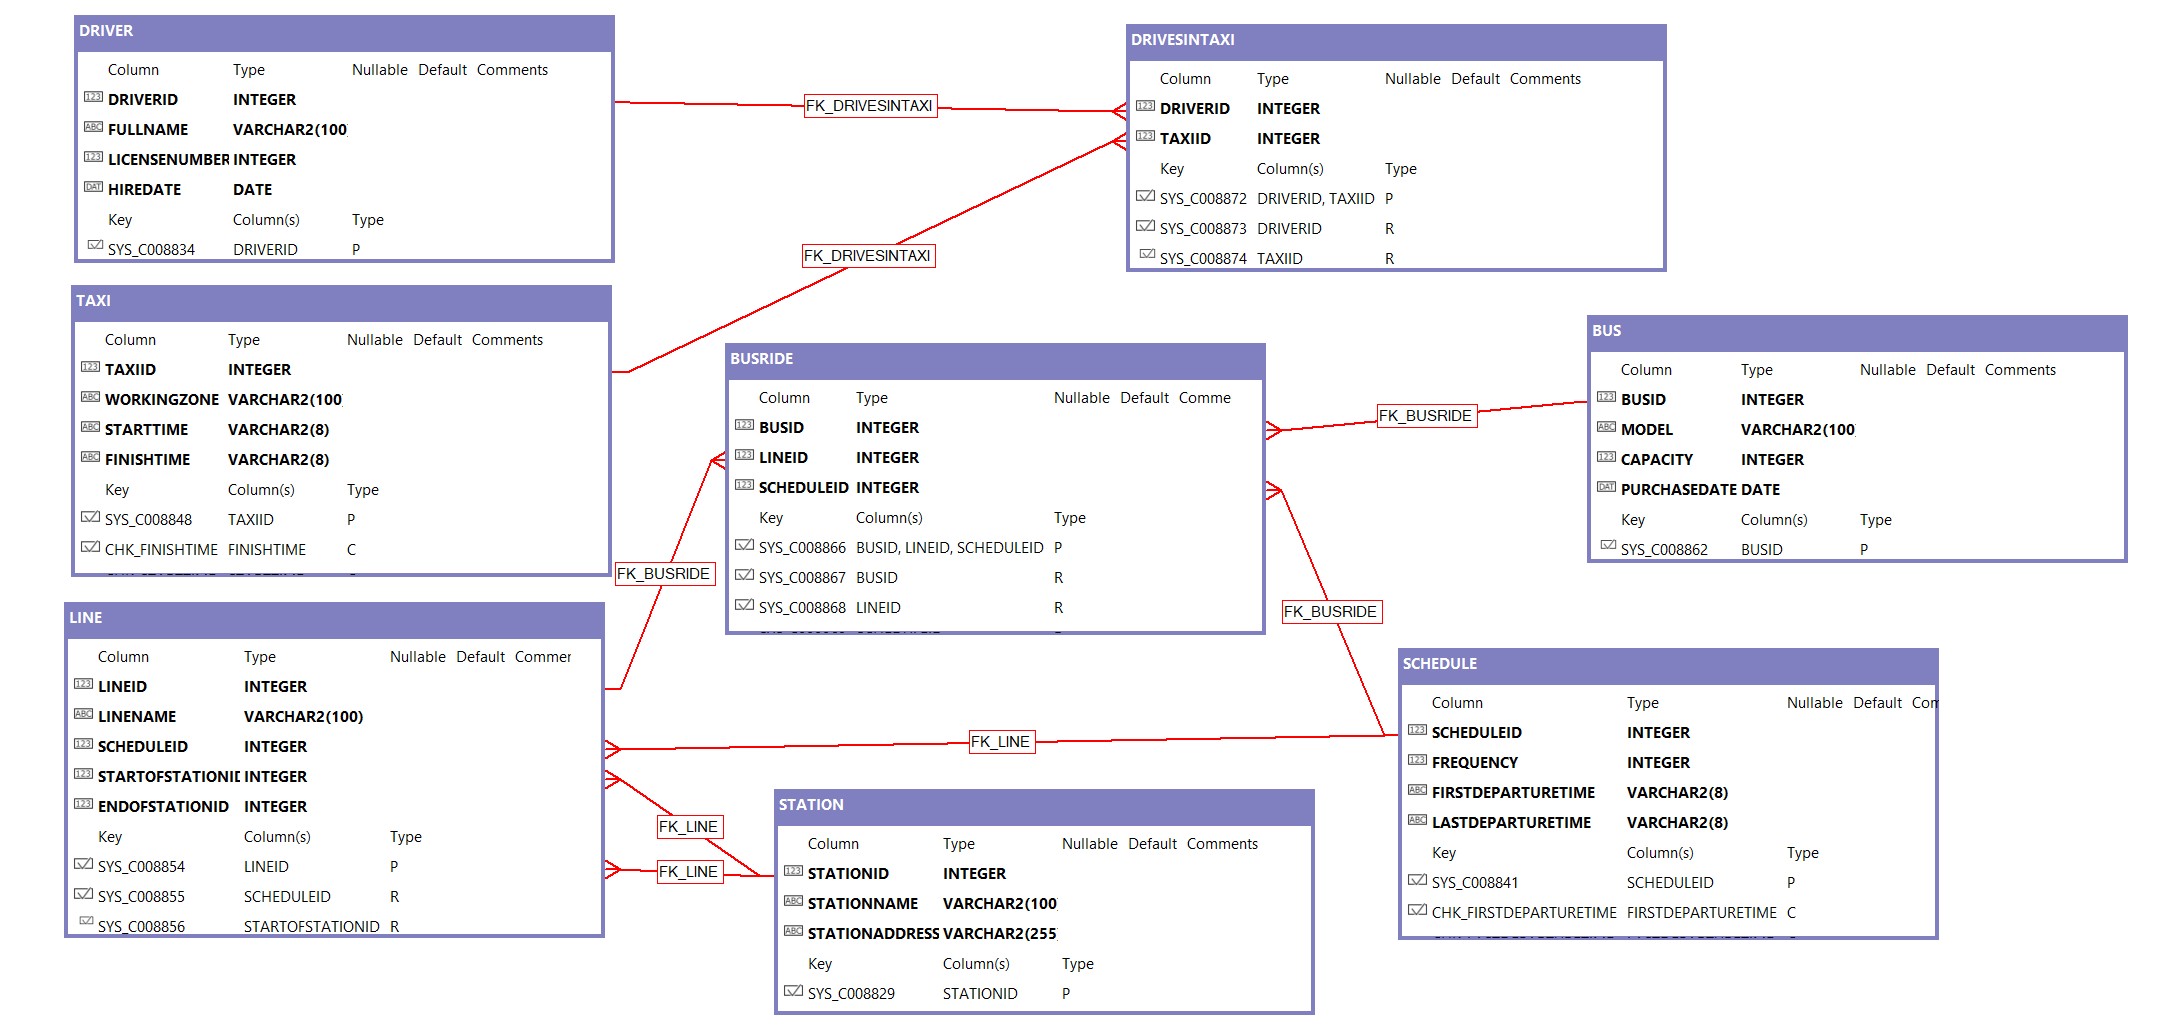 DRIVER
Column Type Nullable Default Comments
DRIVERID INTEGER
FULLNAME VARCHAR2(100
LICENSENUMBER INTEGER
HIREDATE DATE
Key Column(s) Type
SYS_C008834 DRIVERID P
DRIVESINTAXI
Column Type Nullable Default Comments
DRIVERID INTEGER
TAXIID INTEGER
Key Column(s) Type
SYS_C008872 DRIVERID, TAXIID P
SYS_C008873 DRIVERID R
SYS_C008874 TAXIID R
FK_DRIVESINTAXI
FK_DRIVESINTAXI
TAXI
Column Type Nullable Default Comments
TAXIID INTEGER
WORKINGZONE VARCHAR2(100
STARTTIME VARCHAR2(8)
FINISHTIME VARCHAR2(8)
Key Column(s) Type
SYS_C008848 TAXIID P
CHK_FINISHTIME FINISHTIME C
BUSRIDE
Column Type Nullable Default Comme
BUSID INTEGER
LINEID INTEGER
SCHEDULEID INTEGER
Key Column(s) Type
SYS_C008866 BUSID, LINEID, SCHEDULEID P
SYS_C008867 BUSID R
SYS_C008868 LINEID R
BUS
Column Type Nullable Default Comments
BUSID INTEGER
MODEL VARCHAR2(100
CAPACITY INTEGER
PURCHASEDATE DATE
Key Column(s) Type
SYS_C008862 BUSID P
FK_BUSRIDE
FK_BUSRIDE
FK_BUSRIDE
LINE
Column Type Nullable Default Commer
LINEID INTEGER
LINENAME VARCHAR2(100)
SCHEDULEID INTEGER
STARTOFSTATIONID INTEGER
ENDOFSTATIONID INTEGER
Key Column(s) Type
SYS_C008854 LINEID P
SYS_C008855 SCHEDULEID R
SYS_C008856 STARTOFSTATIONID R
FK_LINE
FK_LINE
FK_LINE
STATION
Column Type Nullable Default Comments
STATIONID INTEGER
STATIONNAME VARCHAR2(100
STATIONADDRESS VARCHAR2(255
Key Column(s) Type
SYS_C008829 STATIONID P
SCHEDULE
Column Type Nullable Default Com
SCHEDULEID INTEGER
FREQUENCY INTEGER
FIRSTDEPARTURETIME VARCHAR2(8)
LASTDEPARTURETIME VARCHAR2(8)
Key Column(s) Type
SYS_C008841 SCHEDULEID P
CHK_FIRSTDEPARTURETIME FIRSTDEPARTURETIME C